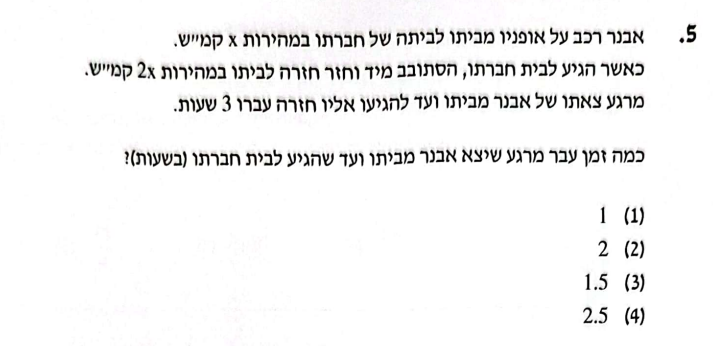 5. אבנר רכב על אופניו מביתו לביתה של חברתו במהירות x קמ״ש.
כאשר הגיע לבית חברתו, הסתובב מיד וחזר חזרה לביתו במהירות 2x קמ״ש.
מרגע צאתו של אבנר מביתו ועד להגיעו אליו חזרה עברו 3 שעות.
כמה זמן עבר מרגע שיצא אבנר מביתו ועד שהגיע לבית חברתו (בשעות)?
(1) 1
(2) 2
(3) 1.5
(4) 2.5